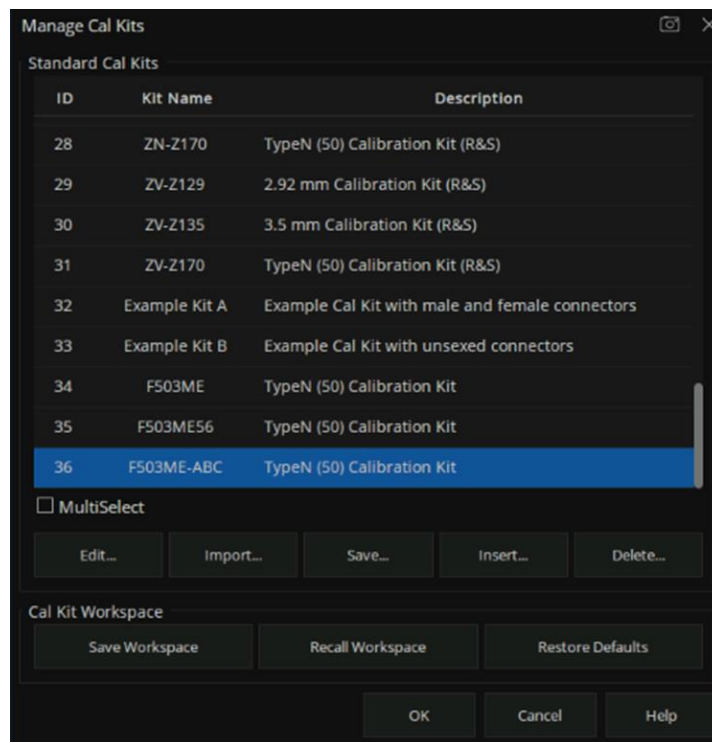 Manage Cal Kits
Standard Cal Kits
ID Kit Name Description
28 ZN-Z170 TypeN (50) Calibration Kit (R&S)
29 ZV-Z129 2.92 mm Calibration Kit (R&S)
30 ZV-Z135 3.5 mm Calibration Kit (R&S)
31 ZV-Z170 TypeN (50) Calibration Kit (R&S)
32 Example Kit A Example Cal Kit with male and female connectors
33 Example Kit B Example Cal Kit with unsexed connectors
34 F503ME TypeN (50) Calibration Kit
35 F503ME56 TypeN (50) Calibration Kit
36 F503ME-ABC TypeN (50) Calibration Kit
MultiSelect
Edit... Import... Save... Insert... Delete...
Cal Kit Workspace
Save Workspace Recall Workspace Restore Defaults
OK Cancel Help